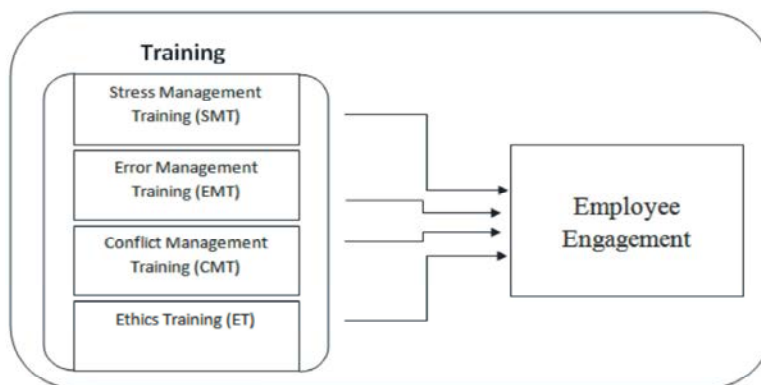 Training
Stress Management
Training (SMT)
Error Management
Training (EMT)
Conflict Management
Training (CMT)
Ethics Training (ET)
Employee
Engagement